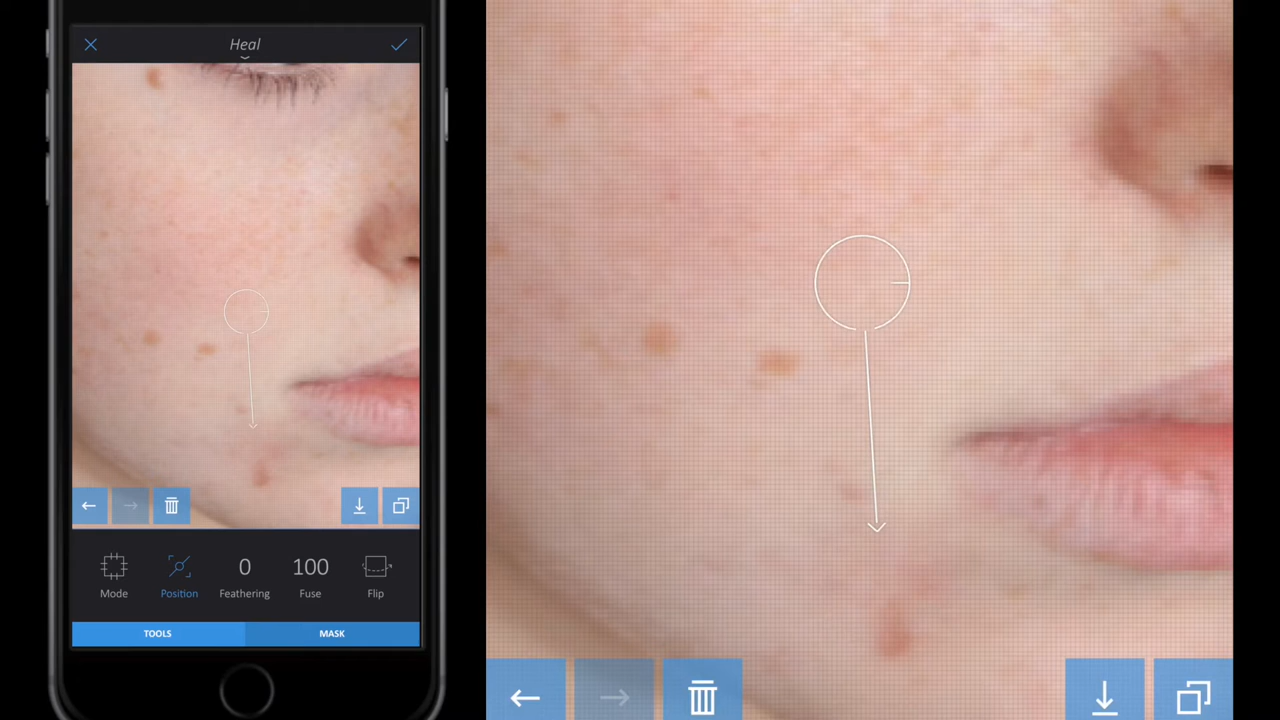 Heal
0
100
Mode
Position
Feathering
Fuse
Flip
TOOLS
MASK